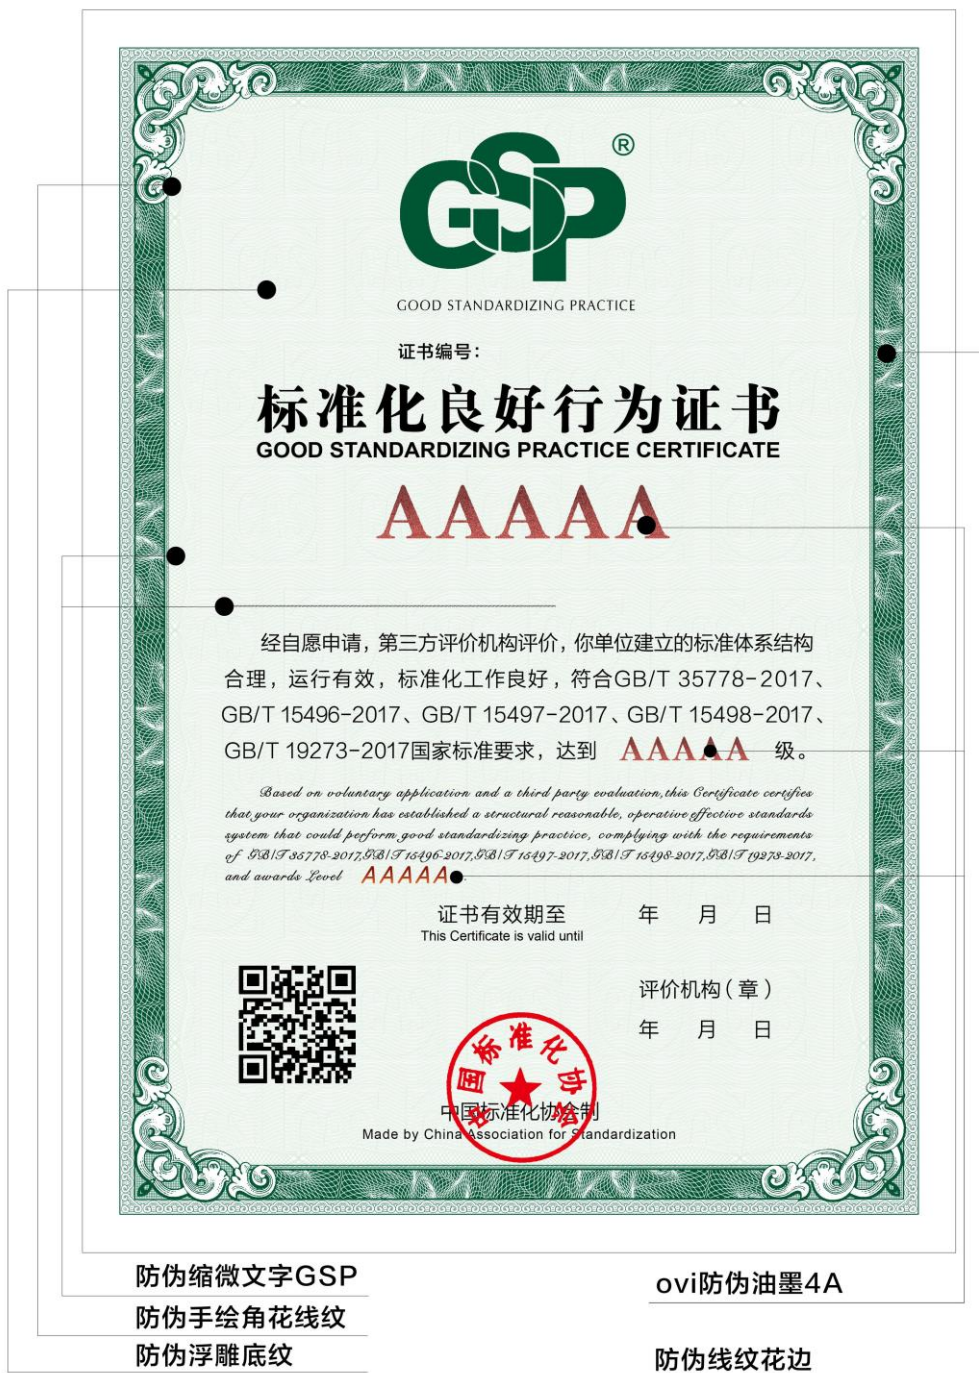 GSP®
GOOD STANDARDIZING PRACTICE
证书编号：
标准化良好行为证书
GOOD STANDARDIZING PRACTICE CERTIFICATE
AAAAA
经自愿申请，第三方评价机构评价，你单位建立的标准体系结构
合理，运行有效，标准化工作良好，符合GB/T 35778-2017、
GB/T 15496-2017、GB/T 15497-2017、GB/T 15498-2017、
GB/T 19273-2017国家标准要求，达到 AAAAA 级。
Based on voluntary application and a third party evaluation,this Certificate certifies
that your organization has established a structural reasonable, operative effective standards
system that could perform good standardizing practice, complying with the requirements
of GB/T 35778-2017,GB/T 15496-2017,GB/T 15497-2017,GB/T 15498-2017,GB/T 19273-2017,
and awards Level AAAAA.
证书有效期至 年 月 日
This Certificate is valid until
评价机构（章）
年 月 日
中国标准化协会
中国标准化协会制
Made by China Association for Standardization
防伪缩微文字GSP
防伪手绘角花线纹
防伪浮雕底纹
ovi防伪油墨4A
防伪线纹花边